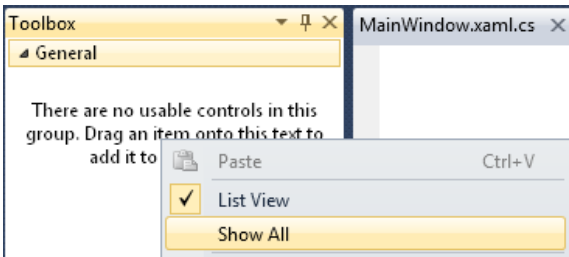 Toolbox
MainWindow.xaml.cs
General
There are no usable controls in this
group. Drag an item onto this text to
add it to
Paste Ctrl+V
List View
Show All